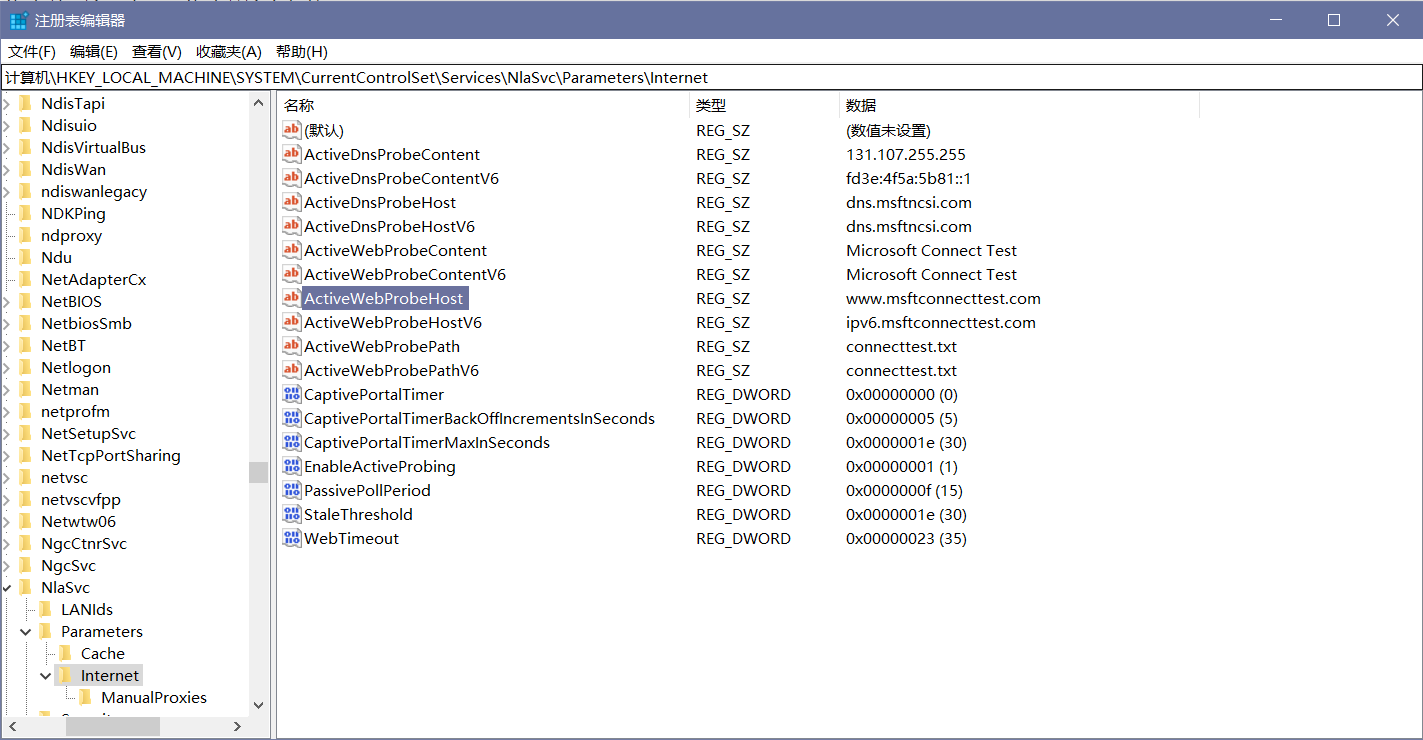 注册表编辑器
文件(F) 编辑(E) 查看(V) 收藏夹(A) 帮助(H)
计算机\HKEY_LOCAL_MACHINE\SYSTEM\CurrentControlSet\Services\NlaSvc\Parameters\Internet
NdisTapi
Ndisuio
NdisVirtualBus
NdisWan
ndiswanlegacy
NDKPing
ndproxy
Ndu
NetAdapterCx
NetBIOS
NetbiosSmb
NetBT
Netlogon
Netman
netprofm
NetSetupSvc
NetTcpPortSharing
netvsc
netvscvfpp
Netwtw06
NgcCtnrSvc
NgcSvc
NlaSvc
LANIds
Parameters
Cache
Internet
ManualProxies
名称 类型 数据
(默认) REG_SZ (数值未设置)
ActiveDnsProbeContent REG_SZ 131.107.255.255
ActiveDnsProbeContentV6 REG_SZ fd3e:4f5a:5b81::1
ActiveDnsProbeHost REG_SZ dns.msftncsi.com
ActiveDnsProbeHostV6 REG_SZ dns.msftncsi.com
ActiveWebProbeContent REG_SZ Microsoft Connect Test
ActiveWebProbeContentV6 REG_SZ Microsoft Connect Test
ActiveWebProbeHost REG_SZ www.msftconnecttest.com
ActiveWebProbeHostV6 REG_SZ ipv6.msftconnecttest.com
ActiveWebProbePath REG_SZ connecttest.txt
ActiveWebProbePathV6 REG_SZ connecttest.txt
CaptivePortalTimer REG_DWORD 0x00000000 (0)
CaptivePortalTimerBackOffIncrementsInSeconds REG_DWORD 0x00000005 (5)
CaptivePortalTimerMaxInSeconds REG_DWORD 0x0000001e (30)
EnableActiveProbing REG_DWORD 0x00000001 (1)
PassivePollPeriod REG_DWORD 0x0000000f (15)
StaleThreshold REG_DWORD 0x0000001e (30)
WebTimeout REG_DWORD 0x00000023 (35)